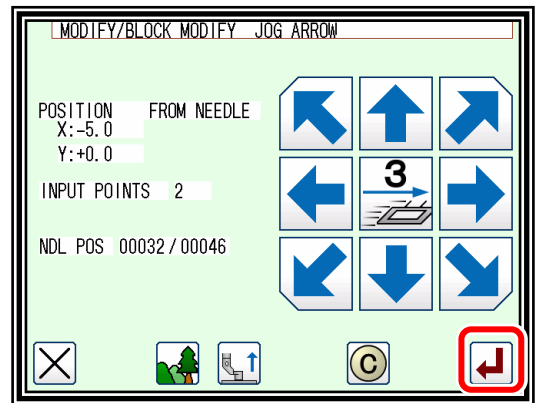 MODIFY/BLOCK MODIFY JOG ARROW
POSITION FROM NEEDLE
X:-5.0
Y:+0.0
3
INPUT POINTS 2
NDL POS 00032/00046
C